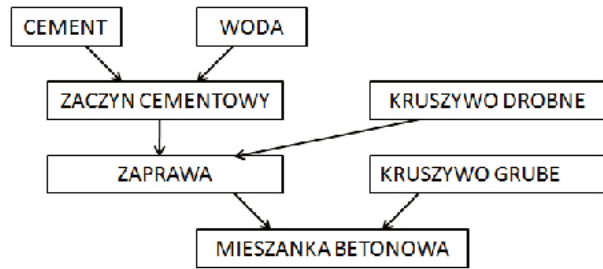 CEMENT
WODA
ZACZYN CEMENTOWY
KRUSZYWO DROBNE
ZAPRAWA
KRUSZYWO GRUBE
MIESZANKA BETONOWA